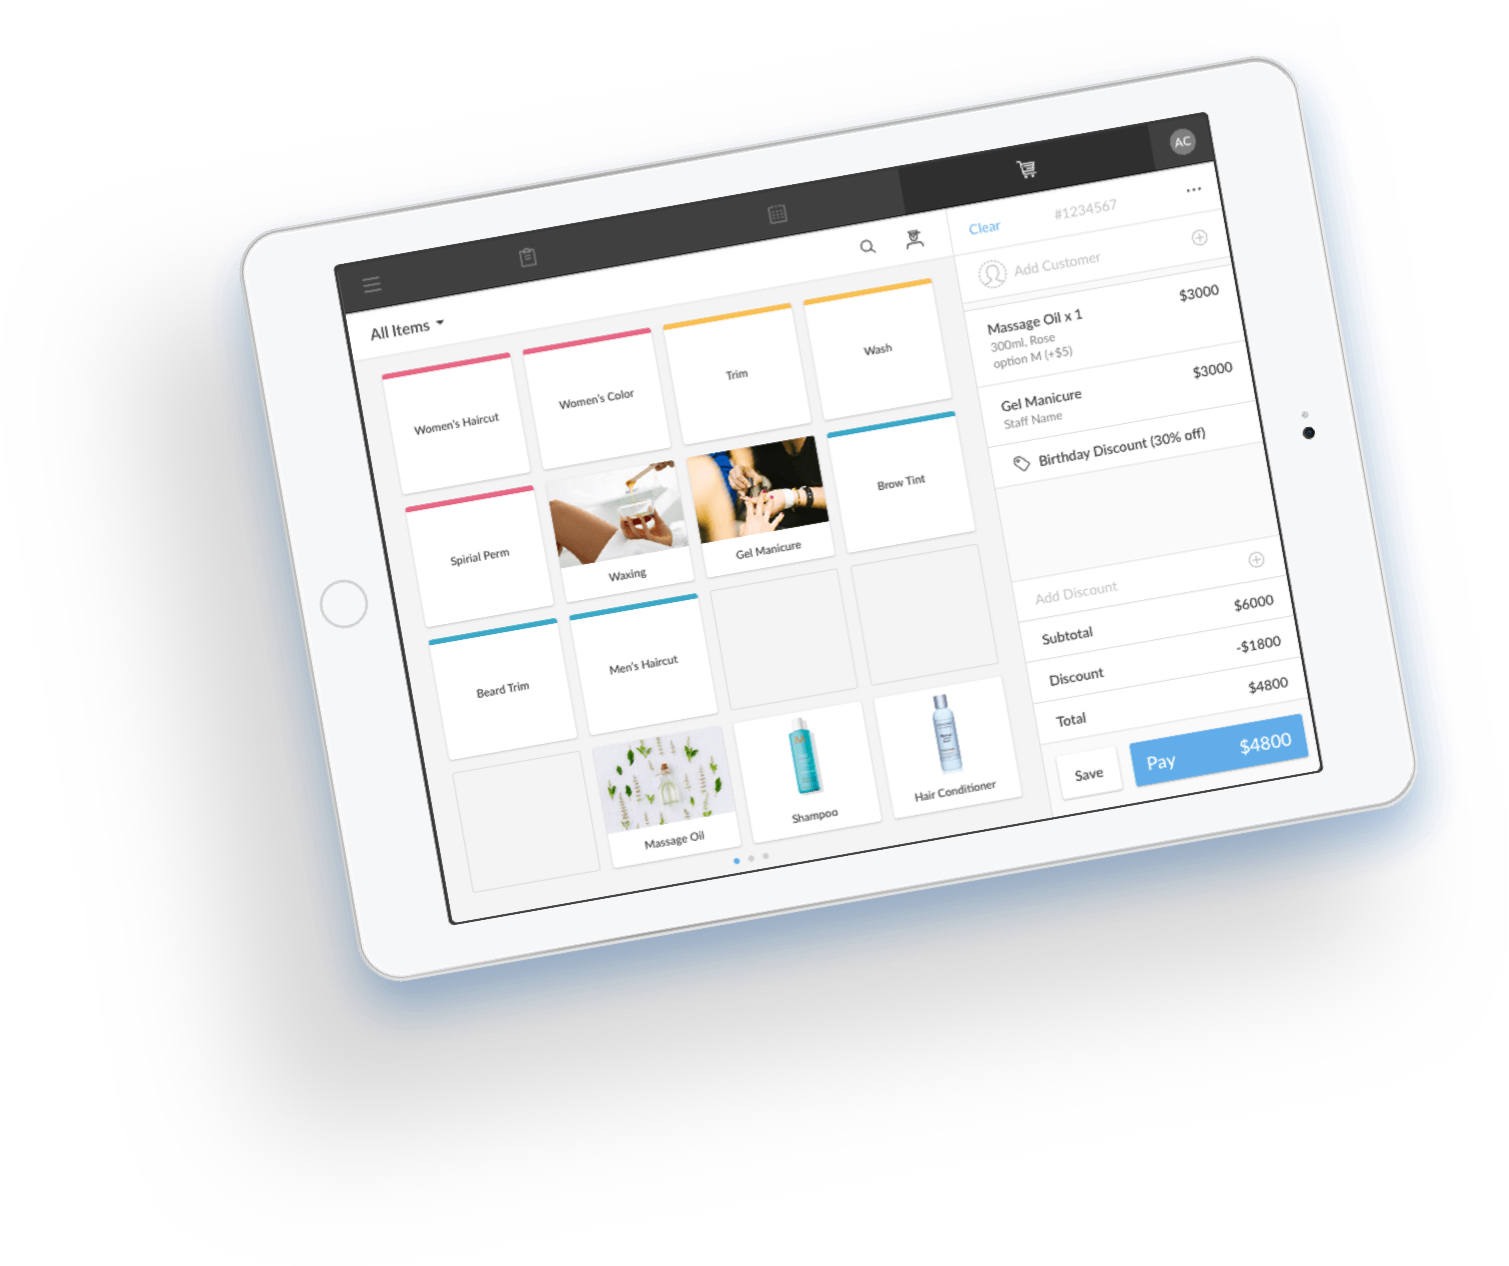 AC
All Items
Clear
#1234567
Add Customer
Massage Oil x 1
$3000
300ml, Rose
option M (+$5)
Gel Manicure
$3000
Staff Name
Birthday Discount (30% off)
Add Discount
Subtotal
$6000
Discount
-$1800
Total
$4800
Save
Pay
$4800
Women's Haircut
Women's Color
Trim
Wash
Spirial Perm
Waxing
Gel Manicure
Brow Tint
Beard Trim
Men's Haircut
Massage Oil
Shampoo
Hair Conditioner